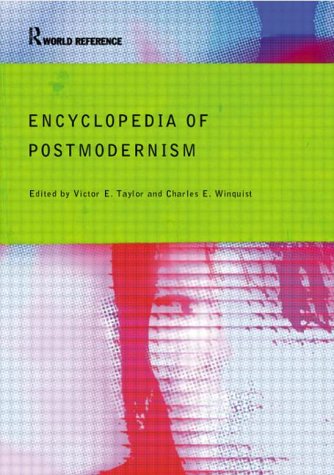 R WORLD REFERENCE
ENCYCLOPEDIA OF
POSTMODERNISM
Edited by Victor E. Taylor and Charles E. Winquist